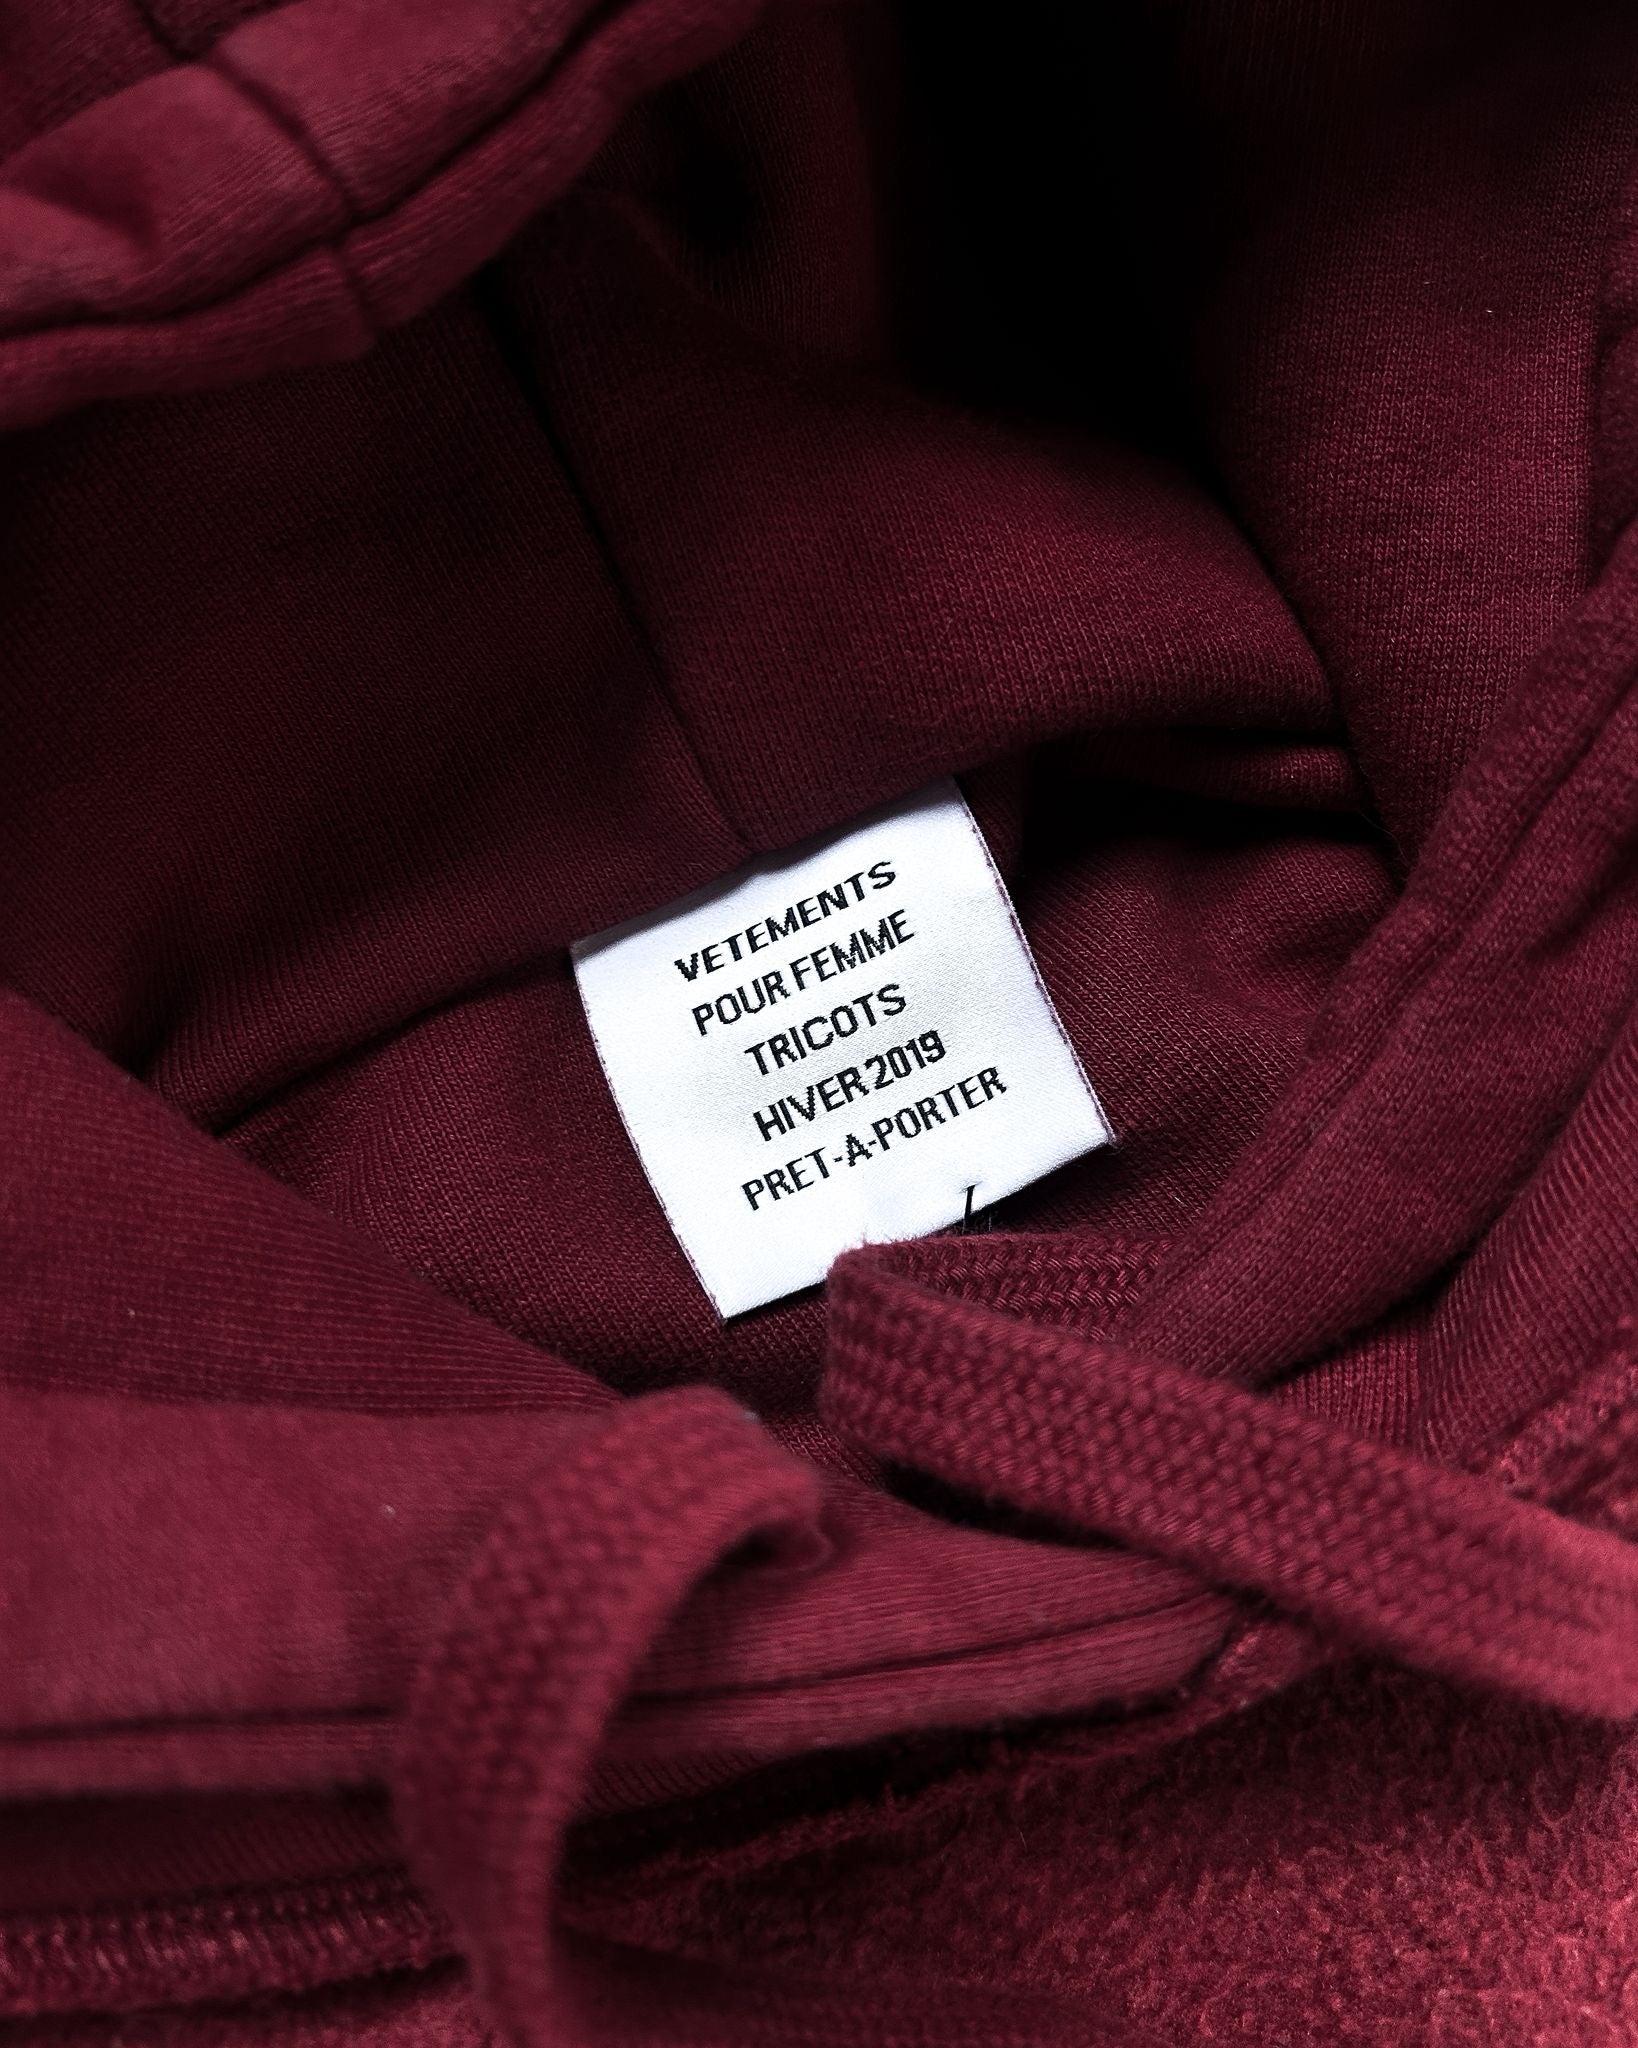 VETEMENTS
POUR FEMME
TRICOTS
HIVER 2019
PRET-A-PORTER
L